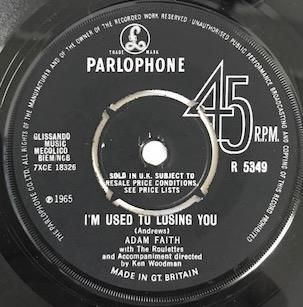 THE PARLOPHONE CO. LTD. ALL RIGHTS OF THE MANUFACTURER AND OF THE OWNER OF THE RECORDED WORK RESERVED · UNAUTHORISED PUBLIC PERFORMANCE BROADCASTING AND COPYING OF THIS RECORD PROHIBITED
TRADE MARK
PARLOPHONE
45
R.P.M.
GLISSANDO
MUSIC
MECOLICO
BIEM/NCB
7XCE 18326
R 5349
SOLD IN U.K. SUBJECT TO
RESALE PRICE CONDITIONS,
SEE PRICE LISTS
℗1965
I'M USED TO LOSING YOU
(Andrews)
ADAM FAITH
with The Roulettes
and Accompaniment directed
by Ken Woodman
MADE IN GT. BRITAIN